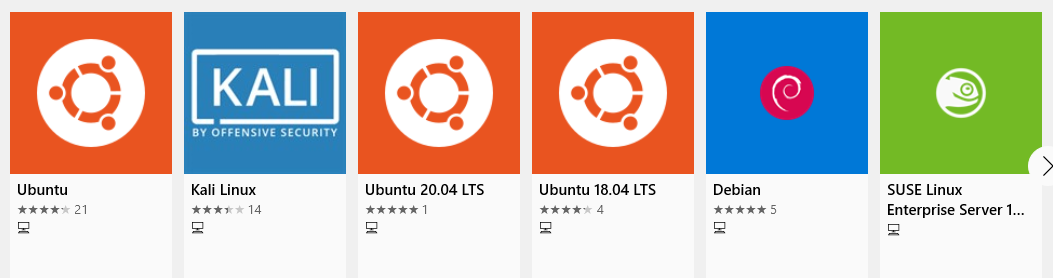 KALI
BY OFFENSIVE SECURITY
Ubuntu
21
Kali Linux
14
Ubuntu 20.04 LTS
1
Ubuntu 18.04 LTS
4
Debian
5
SUSE Linux
Enterprise Server 1...